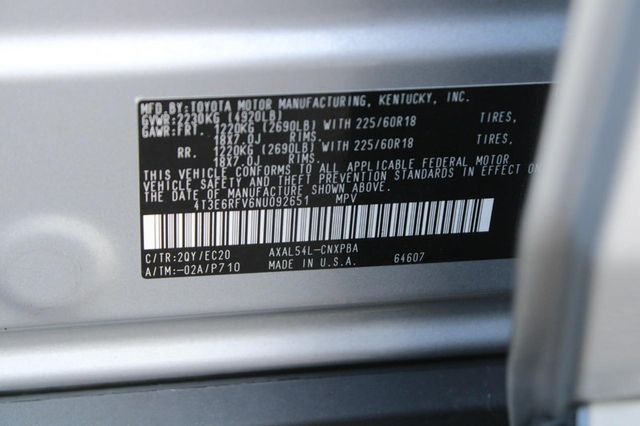 MFD.BY:TOYOTA MOTOR MANUFACTURING, KENTUCKY, INC.
GVWR:2230KG (4920LB)
GAWR:FRT. 1220KG (2690LB) WITH 225/60R18 TIRES,
18X7.0J RIMS.
RR. 1220KG (2690LB) WITH 225/60R18 TIRES,
18X7.0J RIMS.
THIS VEHICLE CONFORMS TO ALL APPLICABLE FEDERAL MOTOR
VEHICLE SAFETY AND THEFT PREVENTION STANDARDS IN EFFECT ON
THE DATE OF MANUFACTURE SHOWN ABOVE.
4T3E6RFV6NU092651 MPV
C/TR:2QY/EC20 AXAL54L-CNXPBA
A/TM:-02A/P710 MADE IN U.S.A. 64607